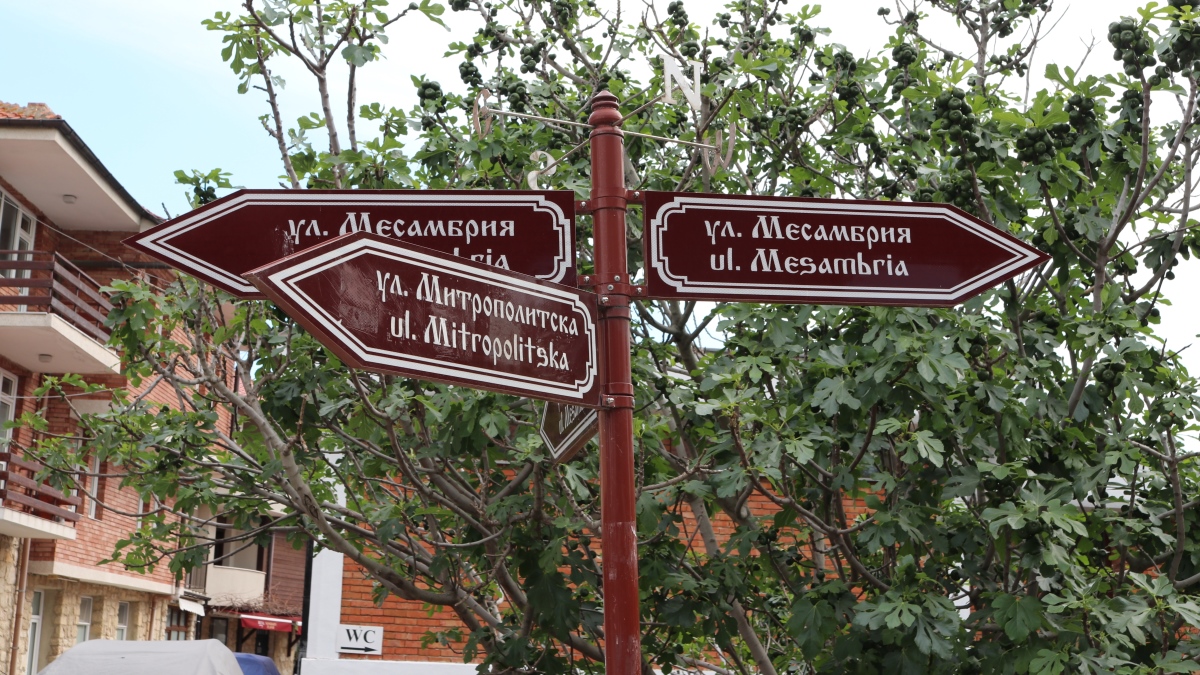 N
ул. Месамбрия
ул. Месамбрия
ul. Mesambria
ул. Митрополитска
ul. Mitropolitska
WC